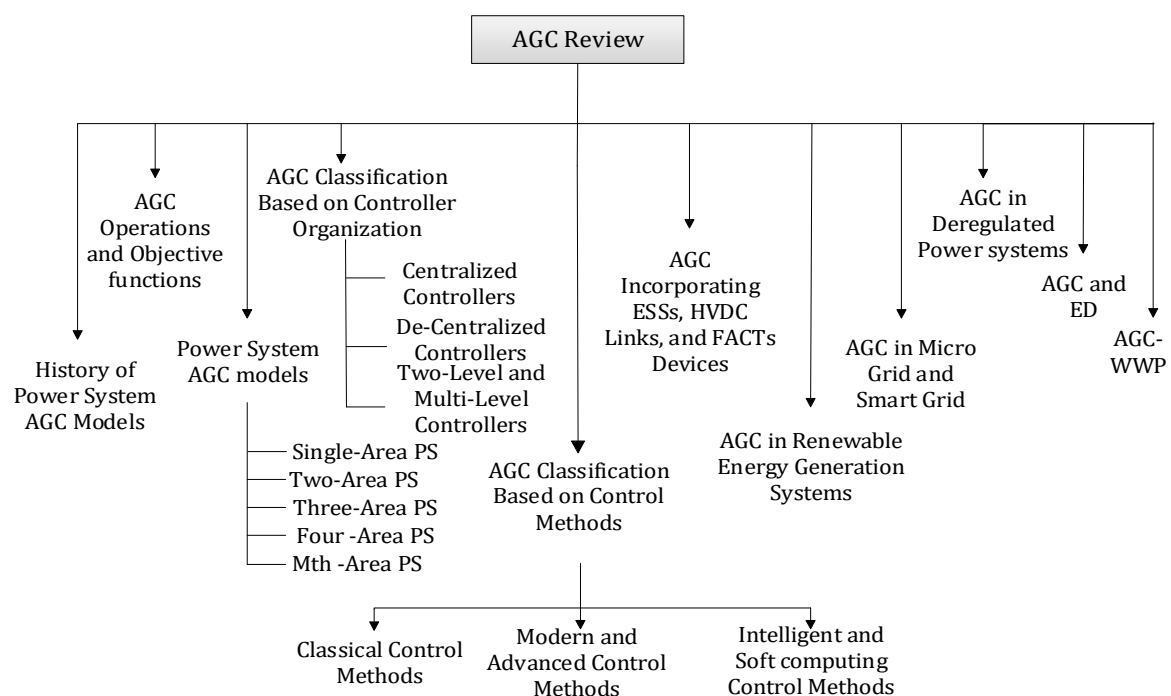 AGC Review
History of
Power System
AGC Models
AGC
Operations
and Objective
functions
Power System
AGC models
Single-Area PS
Two-Area PS
Three-Area PS
Four -Area PS
Mth -Area PS
AGC Classification
Based on Controller
Organization
Centralized
Controllers
De-Centralized
Controllers
Two-Level and
Multi-Level
Controllers
AGC Classification
Based on Control
Methods
Classical Control
Methods
Modern and
Advanced Control
Methods
Intelligent and
Soft computing
Control Methods
AGC
Incorporating
ESSs, HVDC
Links, and FACTs
Devices
AGC in Renewable
Energy Generation
Systems
AGC in Micro
Grid and
Smart Grid
AGC in
Deregulated
Power systems
AGC and
ED
AGC-
WWP